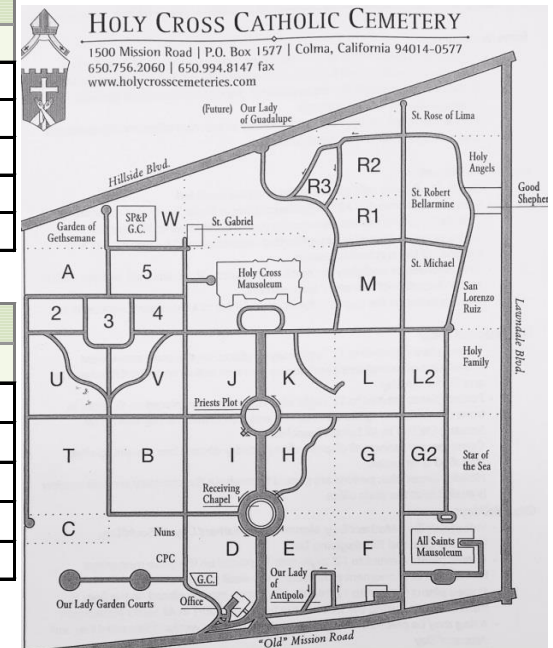 HOLY CROSS CATHOLIC CEMETERY
1500 Mission Road | P.O. Box 1577 | Colma, California 94014-0577
650.756.2060 | 650.994.8147 fax
www.holycrosscemeteries.com
(Future) Our Lady
of Guadalupe
St. Rose of Lima
Hillside Blvd.
R2
Holy
Angels
R3
St. Robert
Bellarmine
Good
Shepher
SP&P
G.C.
W
St. Gabriel
R1
Garden of
Gethsemane
A
5
Holy Cross
Mausoleum
M
St. Michael
San
Lorenzo
Ruiz
Lawndale Blvd.
2
3
4
U
V
J
K
L
L2
Holy
Family
Priests Plot
T
B
I
H
G
G2
Star of
the Sea
Receiving
Chapel
C
Nuns
D
E
F
All Saints
Mausoleum
CPC
G.C.
Our Lady
of
Antipolo
Our Lady Garden Courts
Office
"Old" Mission Road